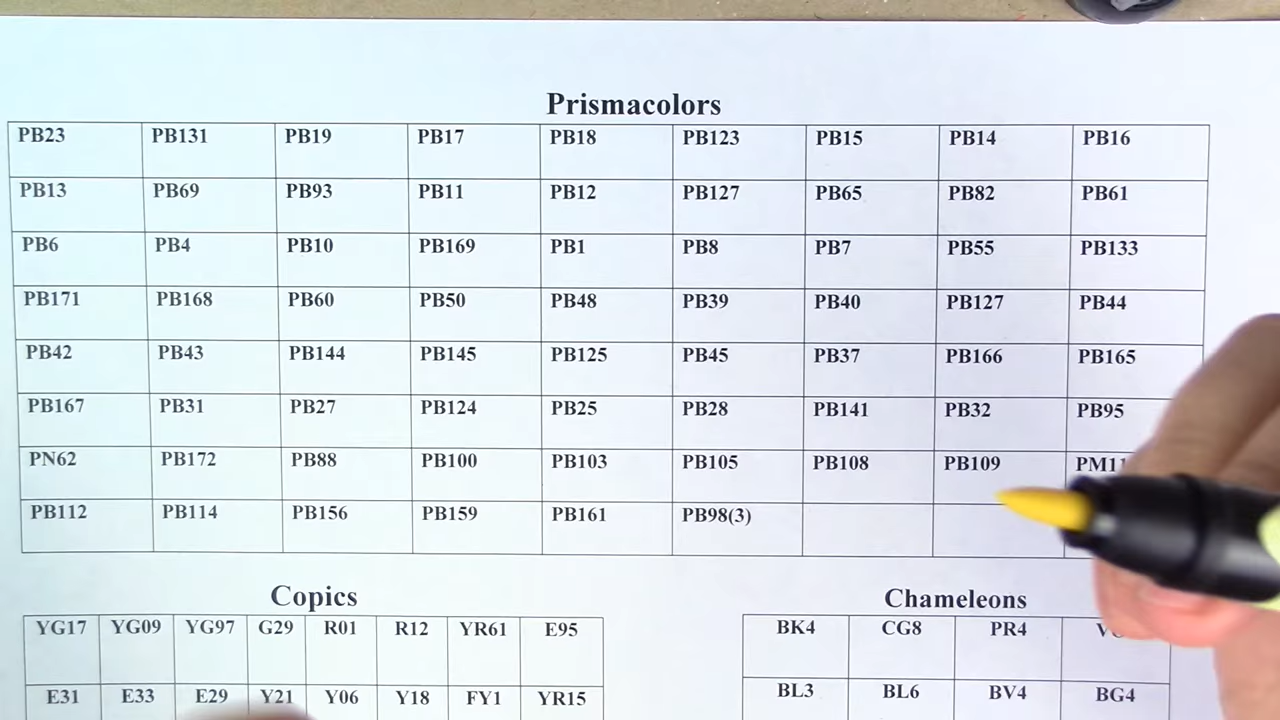 Prismacolors
PB23 PB131 PB19 PB17 PB18 PB123 PB15 PB14 PB16
PB13 PB69 PB93 PB11 PB12 PB127 PB65 PB82 PB61
PB6 PB4 PB10 PB169 PB1 PB8 PB7 PB55 PB133
PB171 PB168 PB60 PB50 PB48 PB39 PB40 PB127 PB44
PB42 PB43 PB144 PB145 PB125 PB45 PB37 PB166 PB165
PB167 PB31 PB27 PB124 PB25 PB28 PB141 PB32 PB95
PN62 PB172 PB88 PB100 PB103 PB105 PB108 PB109
PB112 PB114 PB156 PB159 PB161 PB98(3)
Copics
YG17 YG09 YG97 G29 R01 R12 YR61 E95
E31 E33 E29 Y21 Y06 Y18 FY1 YR15
Chameleons
BK4 CG8 PR4
BL3 BL6 BV4 BG4